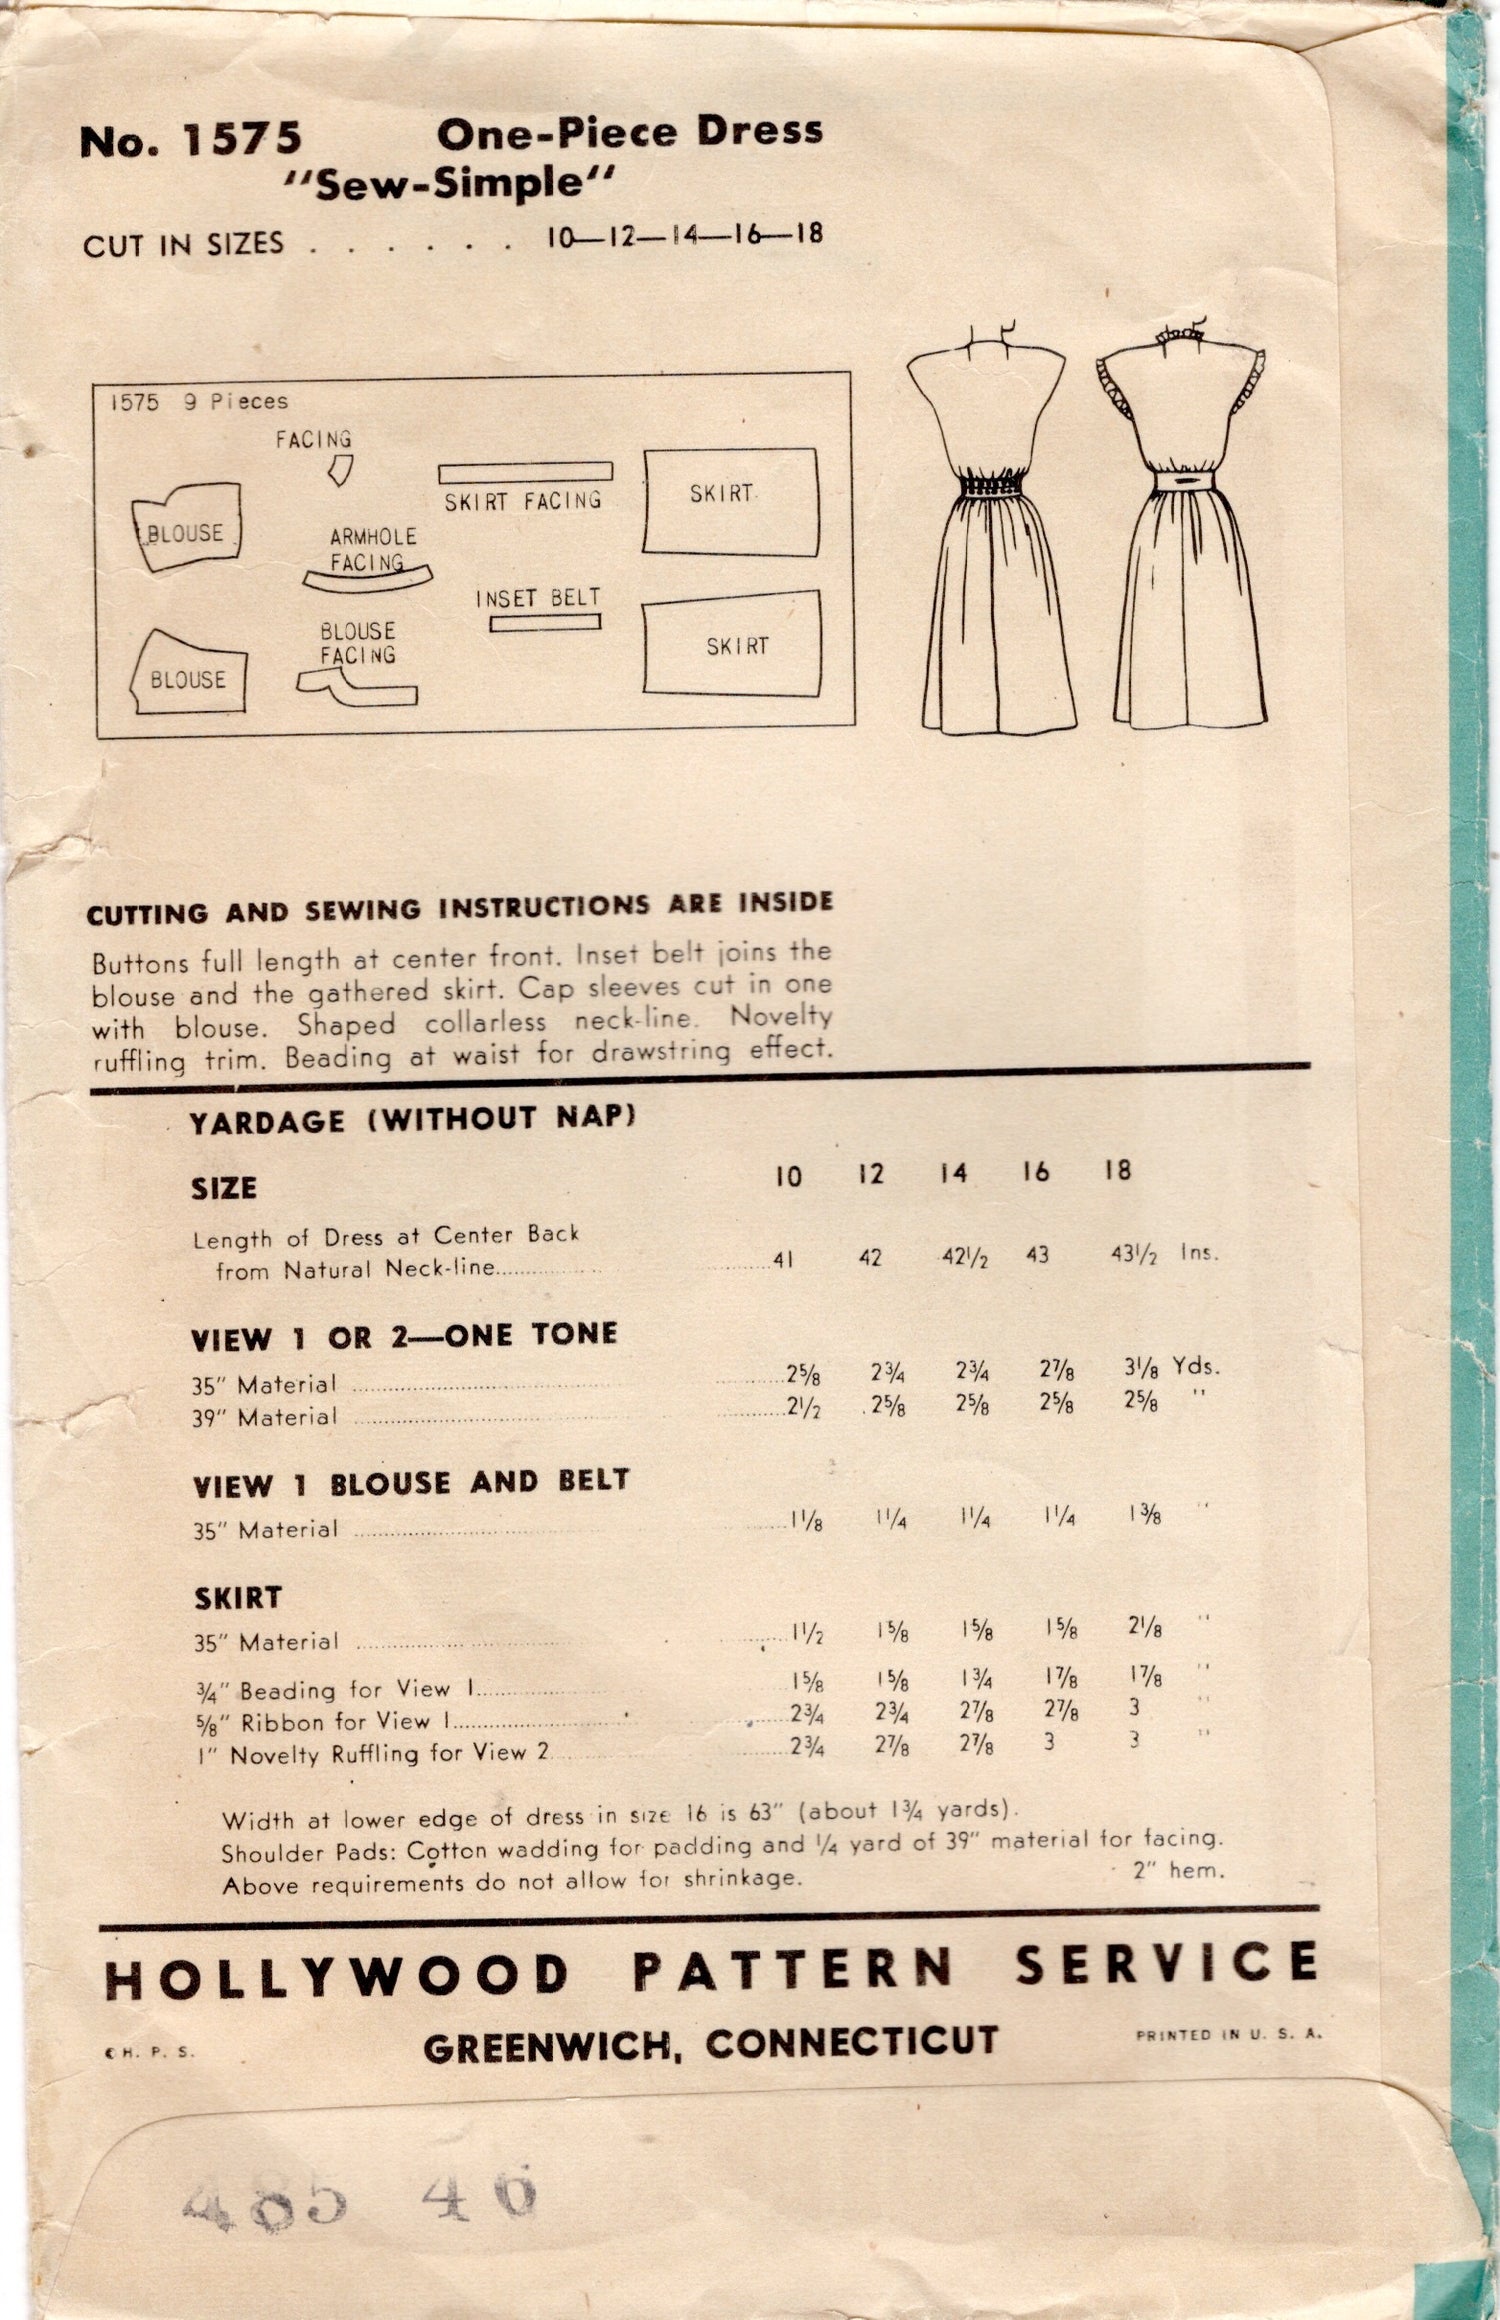 No. 1575 One-Piece Dress
"Sew-Simple"
CUT IN SIZES . . . . . . 10—12—14—16—18
1575 9 Pieces
FACING
SKIRT FACING
SKIRT
BLOUSE
ARMHOLE
FACING
INSET BELT
BLOUSE
FACING
SKIRT
BLOUSE
CUTTING AND SEWING INSTRUCTIONS ARE INSIDE
Buttons full length at center front. Inset belt joins the
blouse and the gathered skirt. Cap sleeves cut in one
with blouse. Shaped collarless neck-line. Novelty
ruffling trim. Beading at waist for drawstring effect.
YARDAGE (WITHOUT NAP)
SIZE 10 12 14 16 18
Length of Dress at Center Back
from Natural Neck-line 41 42 42½ 43 43½ Ins.
VIEW 1 OR 2—ONE TONE
35" Material 2⅝ 2¾ 2¾ 2⅞ 3⅛ Yds.
39" Material 2½ 2⅝ 2⅝ 2⅝ 2⅝ "
VIEW 1 BLOUSE AND BELT
35" Material 1⅛ 1¼ 1¼ 1¼ 1⅜ "
SKIRT
35" Material 1½ 1⅝ 1⅝ 1⅝ 2⅛ "
¾" Beading for View 1 1⅝ 1⅝ 1¾ 1⅞ 1⅞ "
⅝" Ribbon for View 1 2¾ 2¾ 2⅞ 2⅞ 3 "
1" Novelty Ruffling for View 2 2¾ 2⅞ 2⅞ 3 3 "
Width at lower edge of dress in size 16 is 63" (about 1¾ yards).
Shoulder Pads: Cotton wadding for padding and ¼ yard of 39" material for facing.
Above requirements do not allow for shrinkage. 2" hem.
HOLLYWOOD PATTERN SERVICE
GREENWICH, CONNECTICUT
© H. P. S.
PRINTED IN U. S. A.
485 46